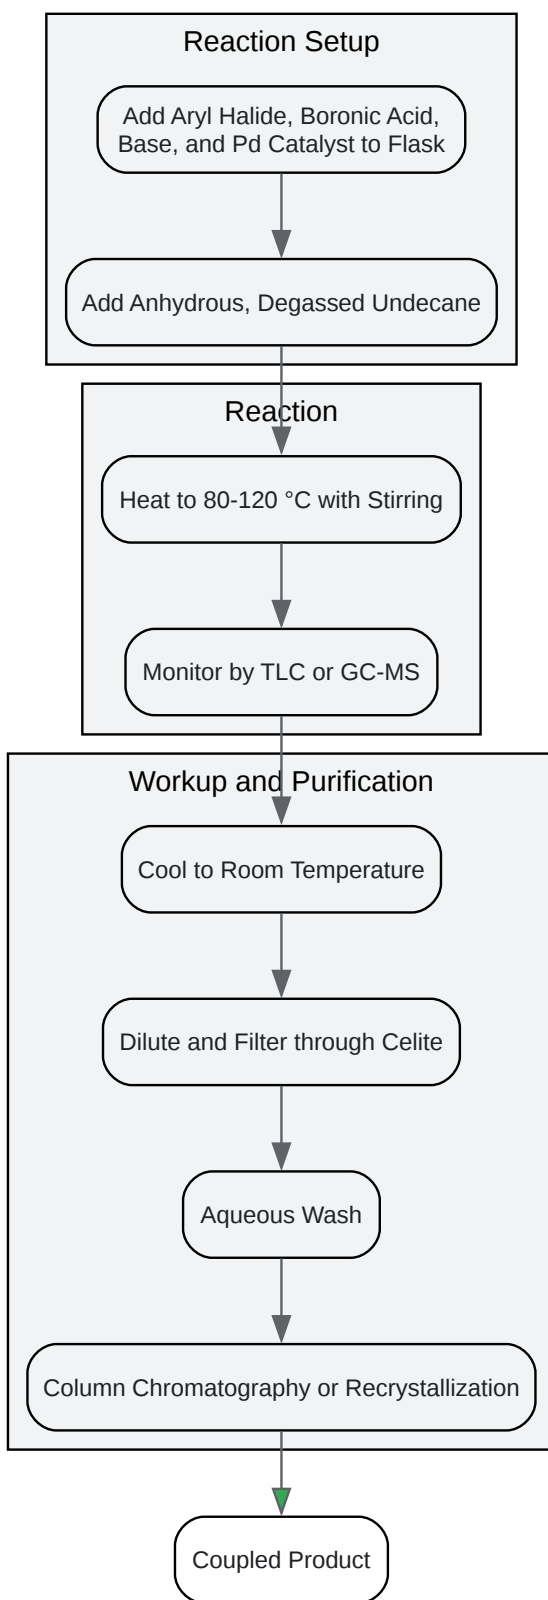 Reaction Setup
Add Aryl Halide, Boronic Acid,
Base, and Pd Catalyst to Flask
Add Anhydrous, Degassed Undecane
Reaction
Heat to 80-120 °C with Stirring
Monitor by TLC or GC-MS
Workup and Purification
Cool to Room Temperature
Dilute and Filter through Celite
Aqueous Wash
Column Chromatography or Recrystallization
Coupled Product